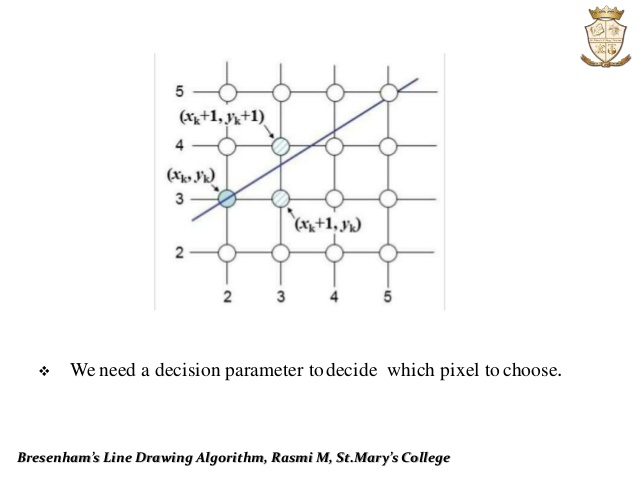 5
(xk+1, yk+1)
4
(xk, yk)
3
(xk+1, yk)
2
2 3 4 5
❖ We need a decision parameter to decide which pixel to choose.
Bresenham's Line Drawing Algorithm, Rasmi M, St.Mary's College